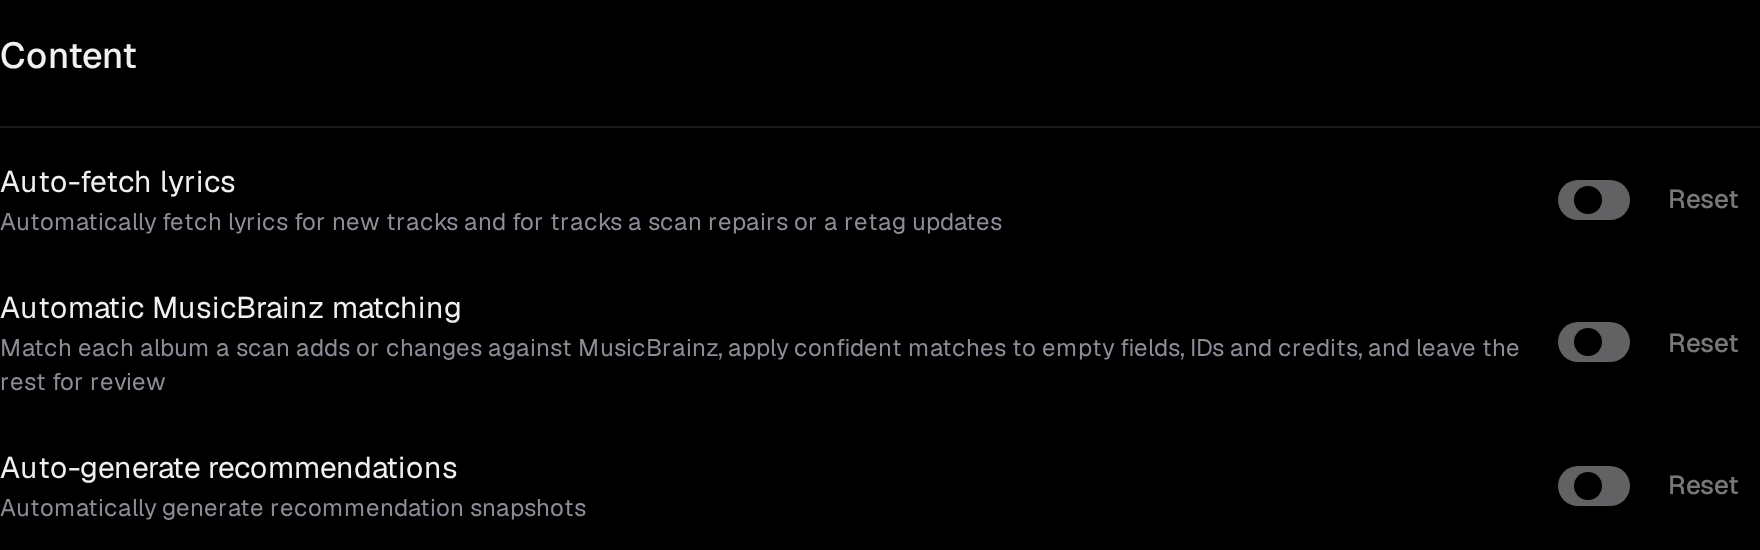 Content
Auto-fetch lyrics
Automatically fetch lyrics for new tracks and for tracks a scan repairs or a retag updates
Reset
Automatic MusicBrainz matching
Match each album a scan adds or changes against MusicBrainz, apply confident matches to empty fields, IDs and credits, and leave the
rest for review
Reset
Auto-generate recommendations
Automatically generate recommendation snapshots
Reset